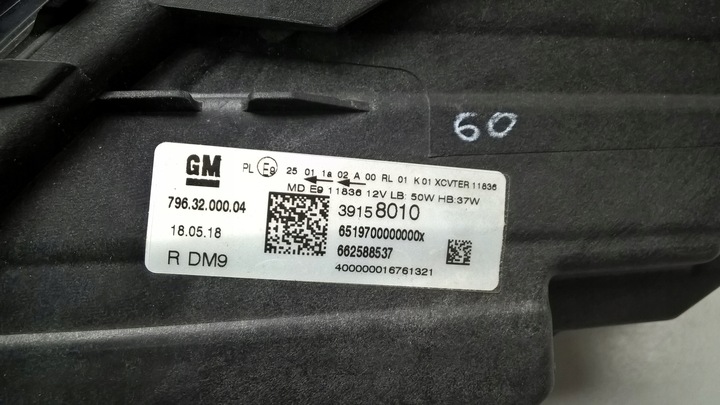 60
GM PL E9 25 01 1a 02 A 00 RL 01 K 01 XCVTER 11836
MD E9 11836 12V LB: 50W HB:37W
796.32.000.04 39158010
18.05.18 6519700000000x
662588537
R DM9 400000016761321